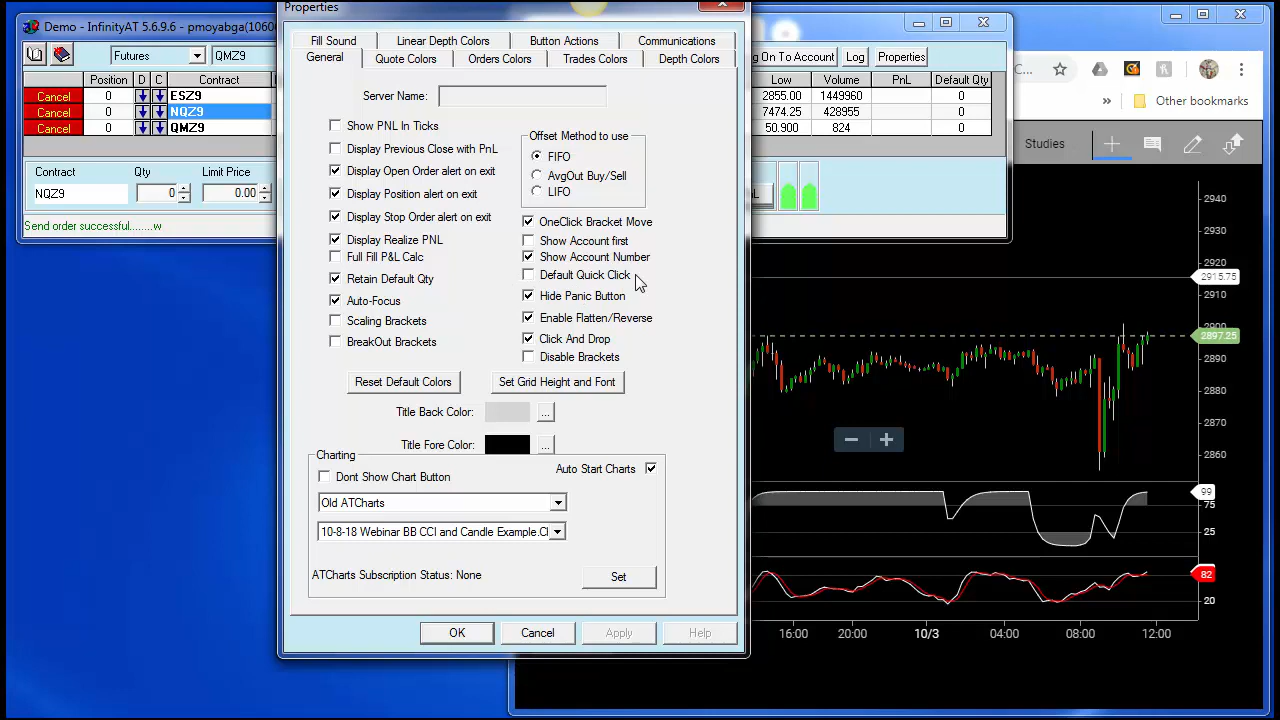 Properties
Demo - InfinityAT 5.6.9.6 - pmoyabga(1060
Futures
QMZ9
Fill Sound
Linear Depth Colors
Button Actions
Communications
General
Quote Colors
Orders Colors
Trades Colors
Depth Colors
g On To Account
Log
Properties
Position
D
C
Contract
Low
Volume
PnL
Default Qty
Cancel
0
ESZ9
2855.00
1449960
0
Cancel
0
NQZ9
7474.25
428955
0
Cancel
0
QMZ9
50.900
824
0
Contract
Qty
Limit Price
NQZ9
0
0.00
Send order successful........w
Server Name:
Show PNL In Ticks
Display Previous Close with PnL
Display Open Order alert on exit
Display Position alert on exit
Display Stop Order alert on exit
Display Realize PNL
Full Fill P&L Calc
Retain Default Qty
Auto-Focus
Scaling Brackets
BreakOut Brackets
Offset Method to use
FIFO
AvgOut Buy/Sell
LIFO
OneClick Bracket Move
Show Account first
Show Account Number
Default Quick Click
Hide Panic Button
Enable Flatten/Reverse
Click And Drop
Disable Brackets
Reset Default Colors
Set Grid Height and Font
Title Back Color:
...
Title Fore Color:
...
Charting
Auto Start Charts
Dont Show Chart Button
Old ATCharts
10-8-18 Webinar BB CCI and Candle Example.Cl
ATCharts Subscription Status: None
Set
OK
Cancel
Apply
Help
C...
»
Other bookmarks
Studies
2940
2930
2920
2915.75
2910
2900
2897.25
2890
2880
2870
2860
99
75
25
82
20
16:00
20:00
10/3
04:00
08:00
12:00